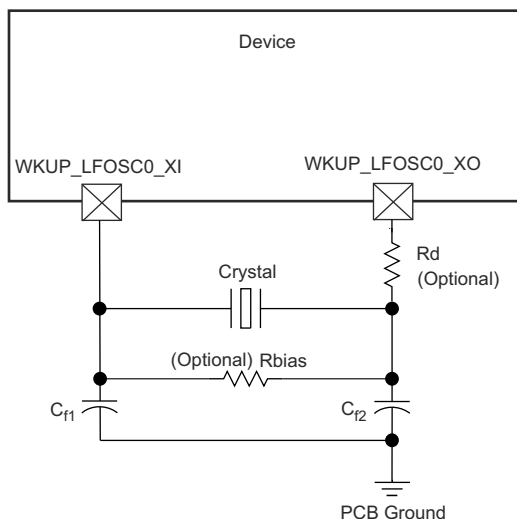 Device
WKUP_LFOSC0_XI
WKUP_LFOSC0_XO
Rd
(Optional)
Crystal
(Optional) Rbias
Cf1
Cf2
PCB Ground